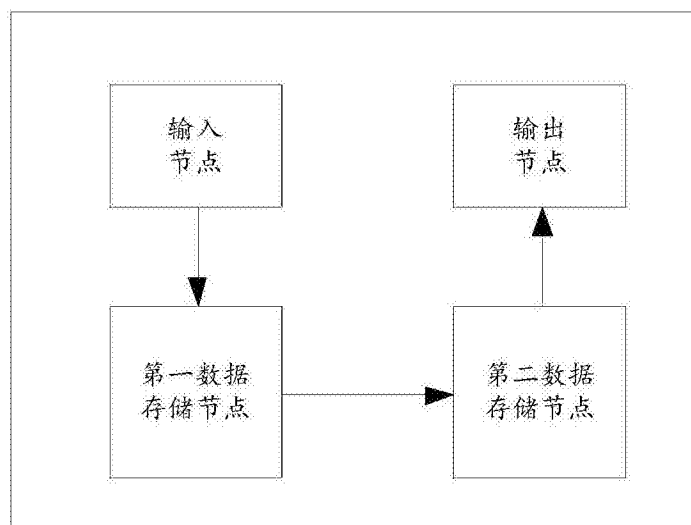 输入
节点
输出
节点
第一数据
存储节点
第二数据
存储节点